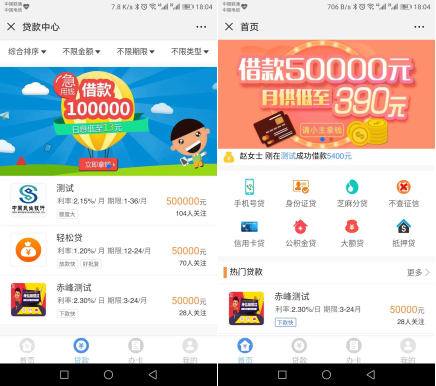 中国联通
中国电信
7.8 K/s
18:04
贷款中心
综合排序
不限金额
不限期限
不限类型
急
用钱
借款
100000
日息低至1.3元
立即拿钱
测试
利率:2.15%/月 期限:1-36/月
500000元
额度大
104人关注
轻松贷
利率:1.20%/月 期限:12-24/月
50000元
放款快 好批复
70人关注
赤峰测试
利率:2.30%/日 期限:3-24/月
50000元
下款快
28人关注
首页
贷款
办卡
我的
中国联通
中国电信
706 B/s
18:04
首页
借款50000元
月供低至390元
请小主拿钱
赵女士 刚在测试成功借款5400元
手机号贷
身份证贷
芝麻分贷
不查征信
信用卡贷
公积金贷
大额贷
抵押贷
热门贷款
更多
赤峰测试
利率:2.30%/日 期限:3-24月
50000元
下款快
28人关注
首页
贷款
办卡
我的